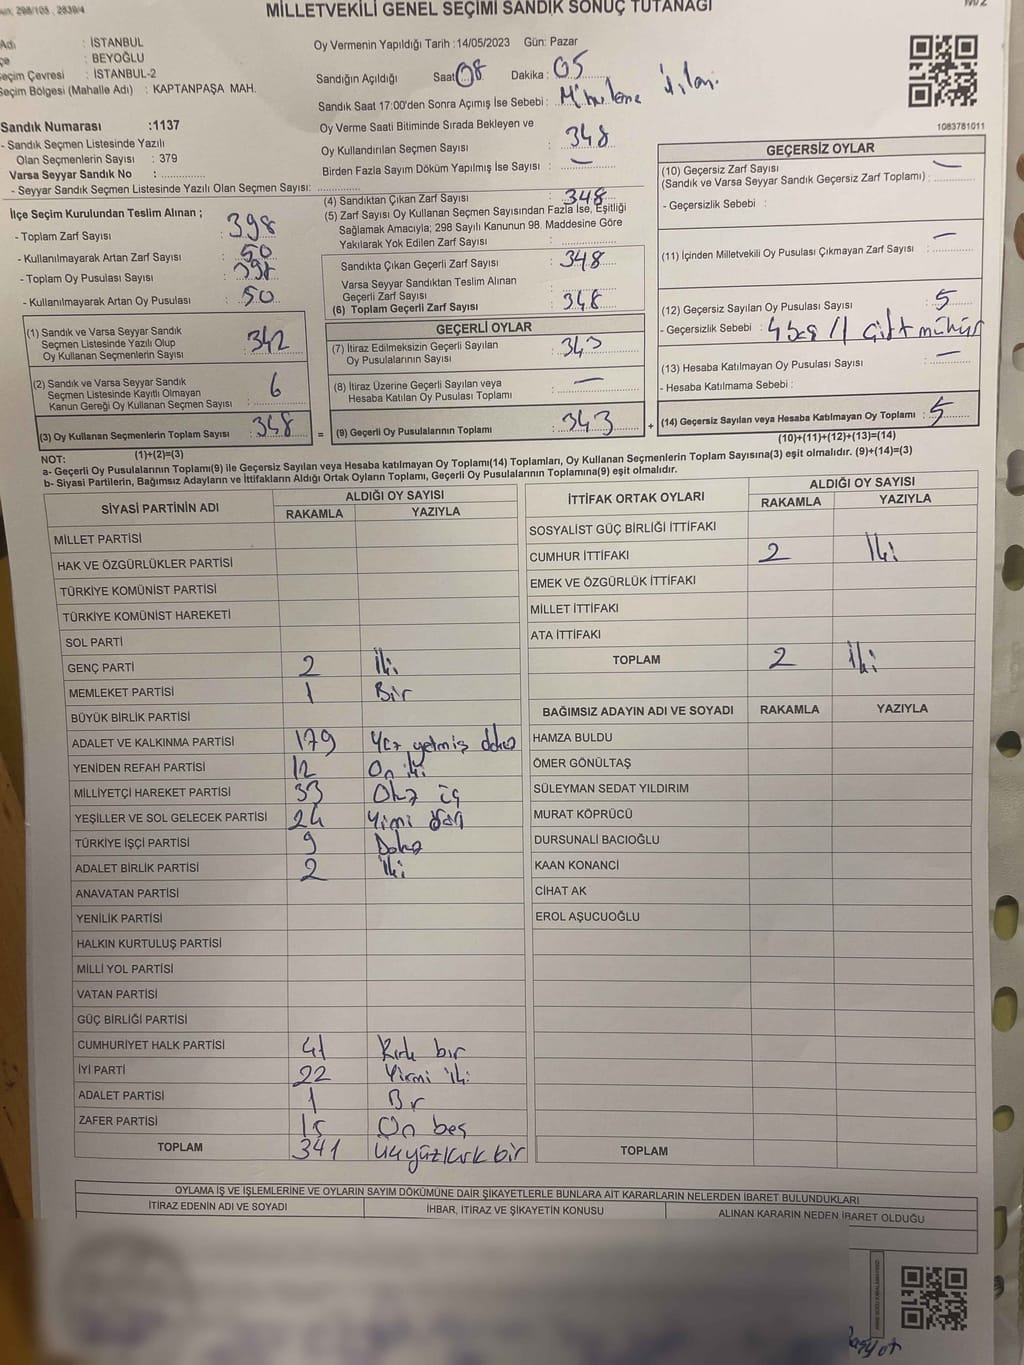 298/105 , 2839/4
MİLLETVEKİLİ GENEL SEÇİMİ SANDIK SONUÇ TUTANAĞI
Adı : İSTANBUL
çe : BEYOĞLU
eçim Çevresi : İSTANBUL-2
Seçim Bölgesi (Mahalle Adı) : KAPTANPAŞA MAH.
Oy Vermenin Yapıldığı Tarih :14/05/2023 Gün: Pazar
Sandığın Açıldığı Saat 08 Dakika : 05
Sandık Saat 17:00'den Sonra Açımış İse Sebebi :
Sandık Numarası :1137
- Sandık Seçmen Listesinde Yazılı
Olan Seçmenlerin Sayısı : 379
Varsa Seyyar Sandık No :
- Seyyar Sandık Seçmen Listesinde Yazılı Olan Seçmen Sayısı:
Oy Verme Saati Bitiminde Sırada Bekleyen ve
Oy Kullandırılan Seçmen Sayısı : 348
Birden Fazla Sayım Döküm Yapılmış İse Sayısı : —
1083781011
İlçe Seçim Kurulundan Teslim Alınan ;
- Toplam Zarf Sayısı : 398
- Kullanılmayarak Artan Zarf Sayısı : 50
- Toplam Oy Pusulası Sayısı : 398
- Kullanılmayarak Artan Oy Pusulası : 50
(4) Sandıktan Çıkan Zarf Sayısı : 348
(5) Zarf Sayısı Oy Kullanan Seçmen Sayısından Fazla İse, Eşitliği
Sağlamak Amacıyla; 298 Sayılı Kanunun 98. Maddesine Göre
Yakılarak Yok Edilen Zarf Sayısı :
Sandıkta Çıkan Geçerli Zarf Sayısı : 348
Varsa Seyyar Sandıktan Teslim Alınan
Geçerli Zarf Sayısı :
(6) Toplam Geçerli Zarf Sayısı : 348
GEÇERSİZ OYLAR
(10) Geçersiz Zarf Sayısı
(Sandık ve Varsa Seyyar Sandık Geçersiz Zarf Toplamı) : —
- Geçersizlik Sebebi :
(11) İçinden Milletvekili Oy Pusulası Çıkmayan Zarf Sayısı : —
(12) Geçersiz Sayılan Oy Pusulası Sayısı : 5
- Geçersizlik Sebebi : 4 boş // çift mühür
(13) Hesaba Katılmayan Oy Pusulası Sayısı : —
- Hesaba Katılmama Sebebi :
(14) Geçersiz Sayılan veya Hesaba Katılmayan Oy Toplamı : 5
(10)+(11)+(12)+(13)=(14)
(1) Sandık ve Varsa Seyyar Sandık
Seçmen Listesinde Yazılı Olup
Oy Kullanan Seçmenlerin Sayısı : 342
(2) Sandık ve Varsa Seyyar Sandık
Seçmen Listesinde Kayıtlı Olmayan
Kanun Gereği Oy Kullanan Seçmen Sayısı : 6
(3) Oy Kullanan Seçmenlerin Toplam Sayısı : 348 =
(1)+(2)=(3)
GEÇERLİ OYLAR
(7) İtiraz Edilmeksizin Geçerli Sayılan
Oy Pusulalarının Sayısı : 343
(8) İtiraz Üzerine Geçerli Sayılan veya
Hesaba Katılan Oy Pusulası Toplamı : —
(9) Geçerli Oy Pusulalarının Toplamı : 343 +
NOT:
a- Geçerli Oy Pusulalarının Toplamı(9) ile Geçersiz Sayılan veya Hesaba katılmayan Oy Toplamı(14) Toplamları, Oy Kullanan Seçmenlerin Toplam Sayısına(3) eşit olmalıdır. (9)+(14)=(3)
b- Siyasi Partilerin, Bağımsız Adayların ve İttifakların Aldığı Ortak Oyların Toplamı, Geçerli Oy Pusulalarının Toplamına(9) eşit olmalıdır.
SİYASİ PARTİNİN ADI ALDIĞI OY SAYISI
RAKAMLA YAZIYLA
MİLLET PARTİSİ
HAK VE ÖZGÜRLÜKLER PARTİSİ
TÜRKİYE KOMÜNİST PARTİSİ
TÜRKİYE KOMÜNİST HAREKETİ
SOL PARTİ
GENÇ PARTİ 2 İki
MEMLEKET PARTİSİ 1 Bir
BÜYÜK BİRLİK PARTİSİ
ADALET VE KALKINMA PARTİSİ 179 Yüz yetmiş dokuz
YENİDEN REFAH PARTİSİ 12 On iki
MİLLİYETÇİ HAREKET PARTİSİ 33 Otuz üç
YEŞİLLER VE SOL GELECEK PARTİSİ 24 Yirmi dört
TÜRKİYE İŞÇİ PARTİSİ 9 Dokuz
ADALET BİRLİK PARTİSİ 2 İki
ANAVATAN PARTİSİ
YENİLİK PARTİSİ
HALKIN KURTULUŞ PARTİSİ
MİLLİ YOL PARTİSİ
VATAN PARTİSİ
GÜÇ BİRLİĞİ PARTİSİ
CUMHURİYET HALK PARTİSİ 41 Kırk bir
İYİ PARTİ 22 Yirmi iki
ADALET PARTİSİ 1 Bir
ZAFER PARTİSİ 15 On beş
TOPLAM 341 Üçyüzkırk bir
İTTİFAK ORTAK OYLARI ALDIĞI OY SAYISI
RAKAMLA YAZIYLA
SOSYALİST GÜÇ BİRLİĞİ İTTİFAKI
CUMHUR İTTİFAKI 2 İki
EMEK VE ÖZGÜRLÜK İTTİFAKI
MİLLET İTTİFAKI
ATA İTTİFAKI
TOPLAM 2 İki
BAĞIMSIZ ADAYIN ADI VE SOYADI RAKAMLA YAZIYLA
HAMZA BULDU
ÖMER GÖNÜLTAŞ
SÜLEYMAN SEDAT YILDIRIM
MURAT KÖPRÜCÜ
DURSUNALİ BACIOĞLU
KAAN KONANCİ
CİHAT AK
EROL AŞUCUOĞLU
TOPLAM
OYLAMA İŞ VE İŞLEMLERİNE VE OYLARIN SAYIM DÖKÜMÜNE DAİR ŞİKAYETLERLE BUNLARA AİT KARARLARIN NELERDEN İBARET BULUNDUKLARI
İTİRAZ EDENİN ADI VE SOYADI İHBAR, İTİRAZ VE ŞİKAYETİN KONUSU ALINAN KARARIN NEDEN İBARET OLDUĞU